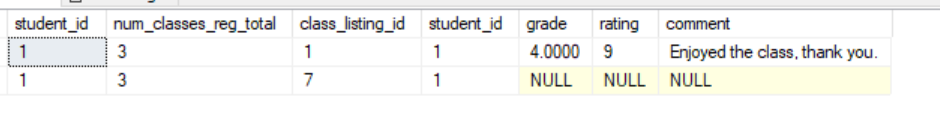 student_id num_classes_reg_total class_listing_id student_id grade rating comment
1 3 1 1 4.0000 9 Enjoyed the class, thank you.
1 3 7 1 NULL NULL NULL